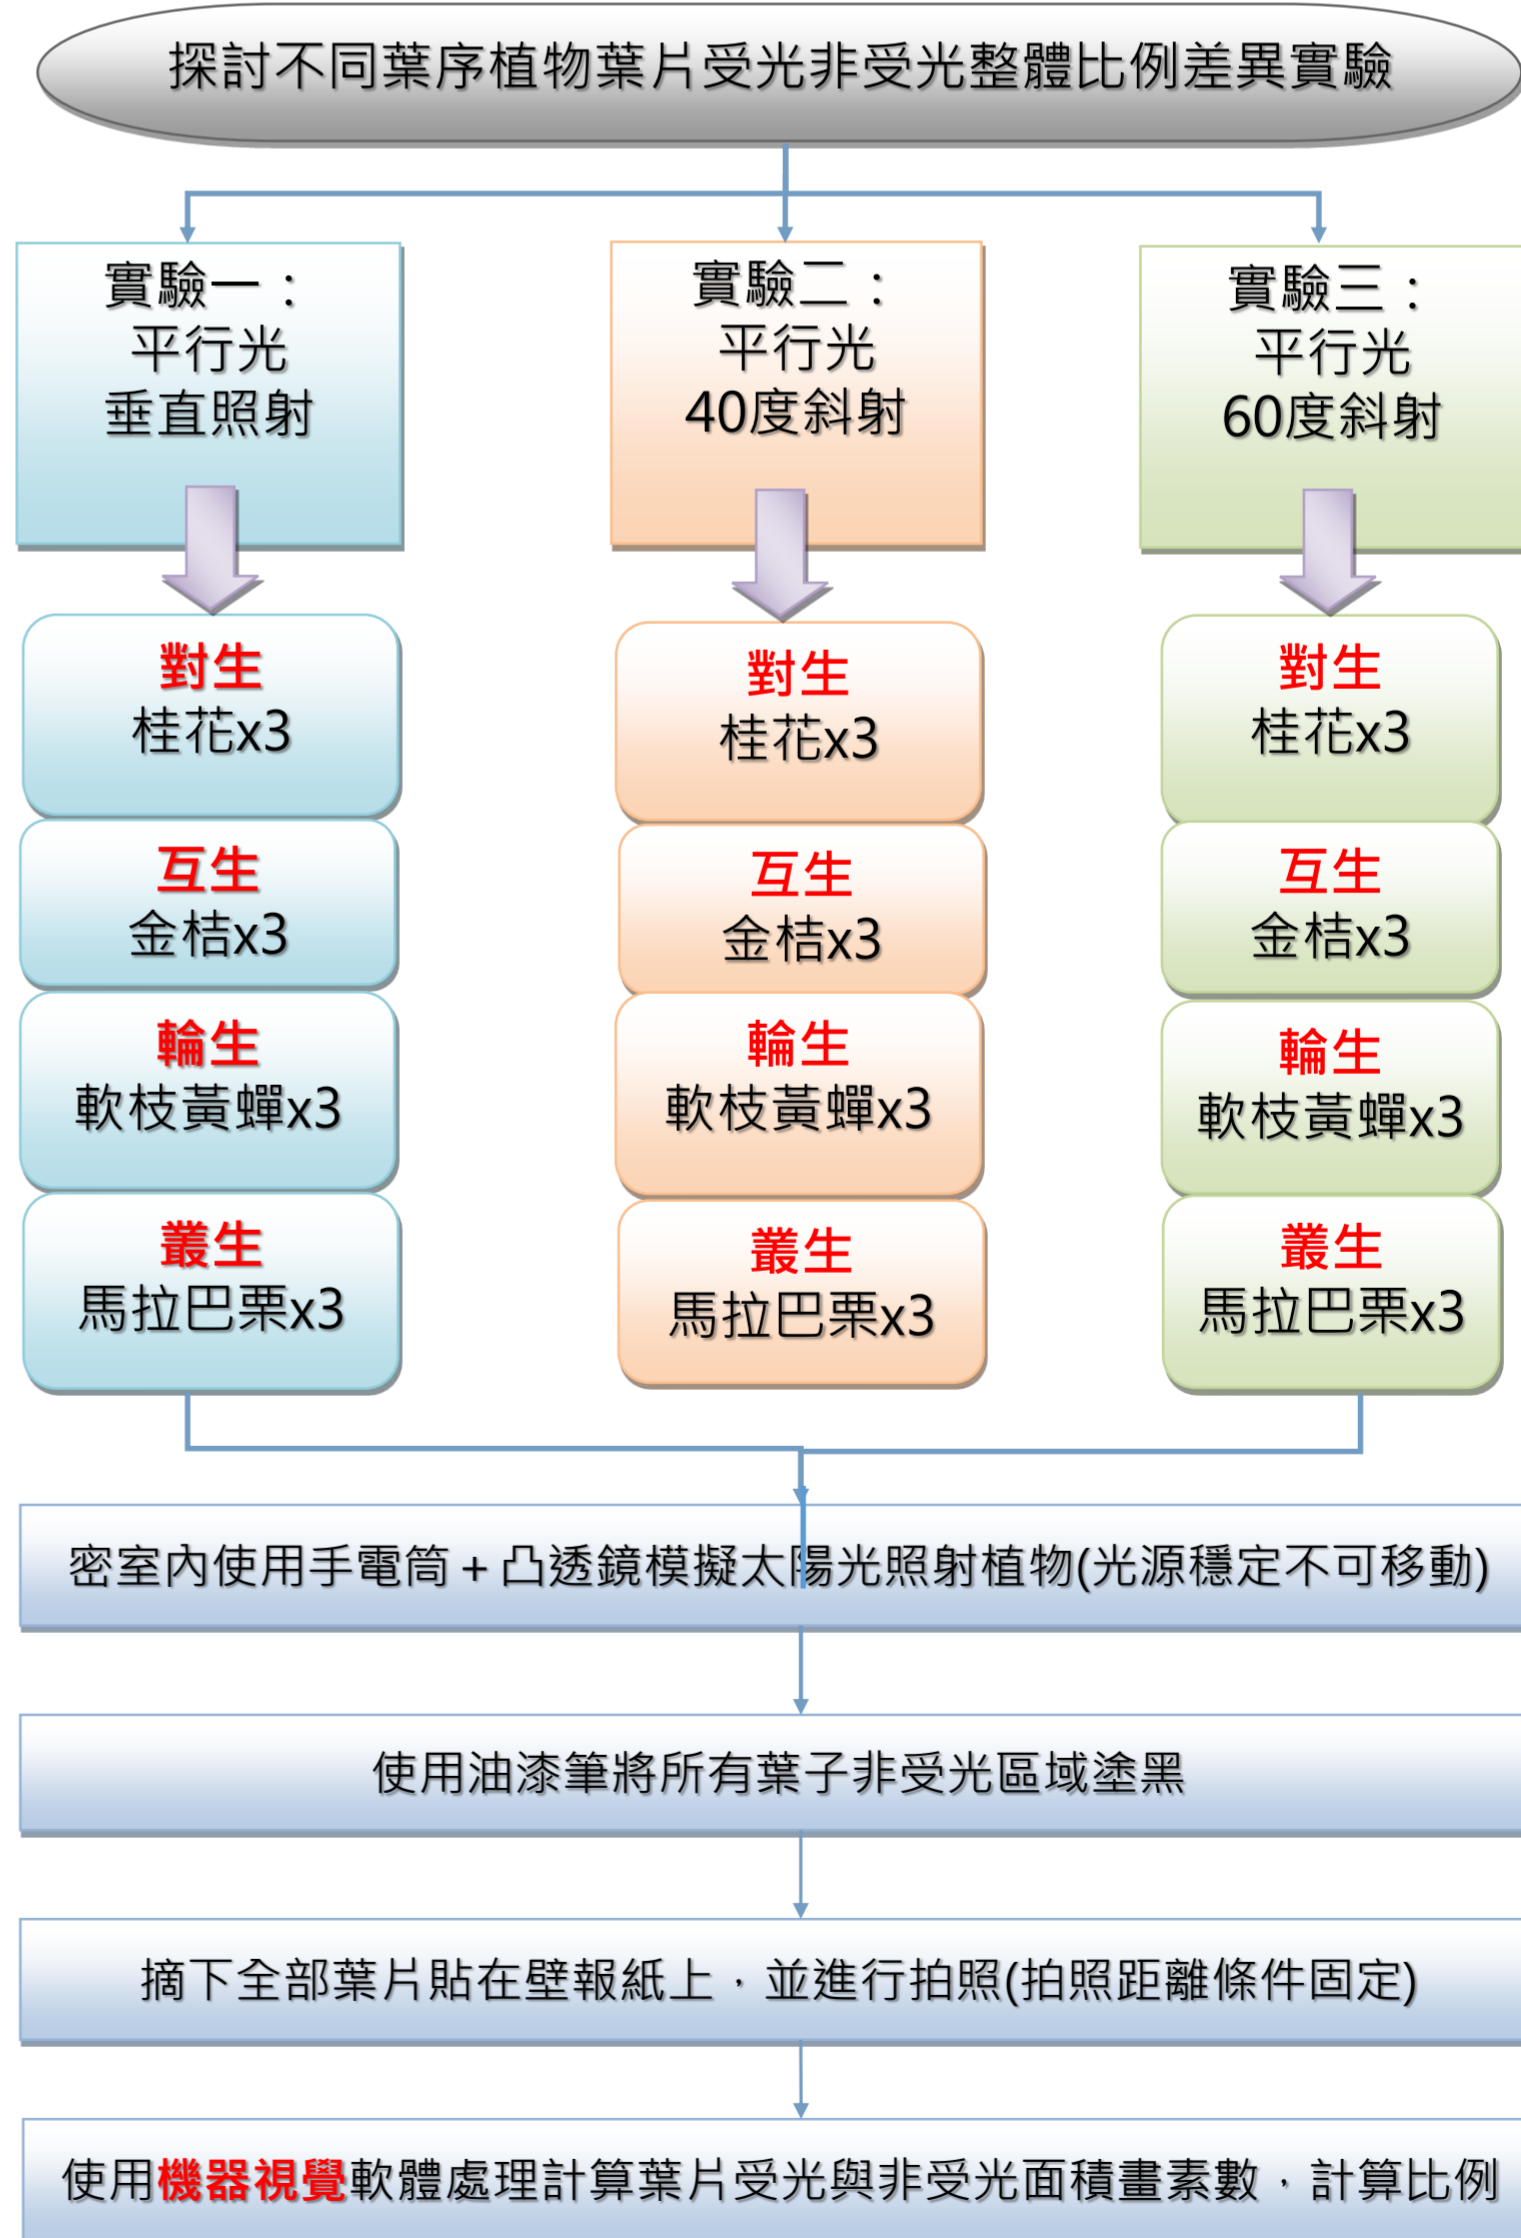 探討不同葉序植物葉片受光非受光整體比例差異實驗
實驗一：
平行光
垂直照射
實驗二：
平行光
40度斜射
實驗三：
平行光
60度斜射
對生
桂花x3
互生
金桔x3
輪生
軟枝黃蟬x3
叢生
馬拉巴栗x3
對生
桂花x3
互生
金桔x3
輪生
軟枝黃蟬x3
叢生
馬拉巴栗x3
對生
桂花x3
互生
金桔x3
輪生
軟枝黃蟬x3
叢生
馬拉巴栗x3
密室內使用手電筒+凸透鏡模擬太陽光照射植物(光源穩定不可移動)
使用油漆筆將所有葉子非受光區域塗黑
摘下全部葉片貼在壁報紙上，並進行拍照(拍照距離條件固定)
使用機器視覺軟體處理計算葉片受光與非受光面積畫素數，計算比例